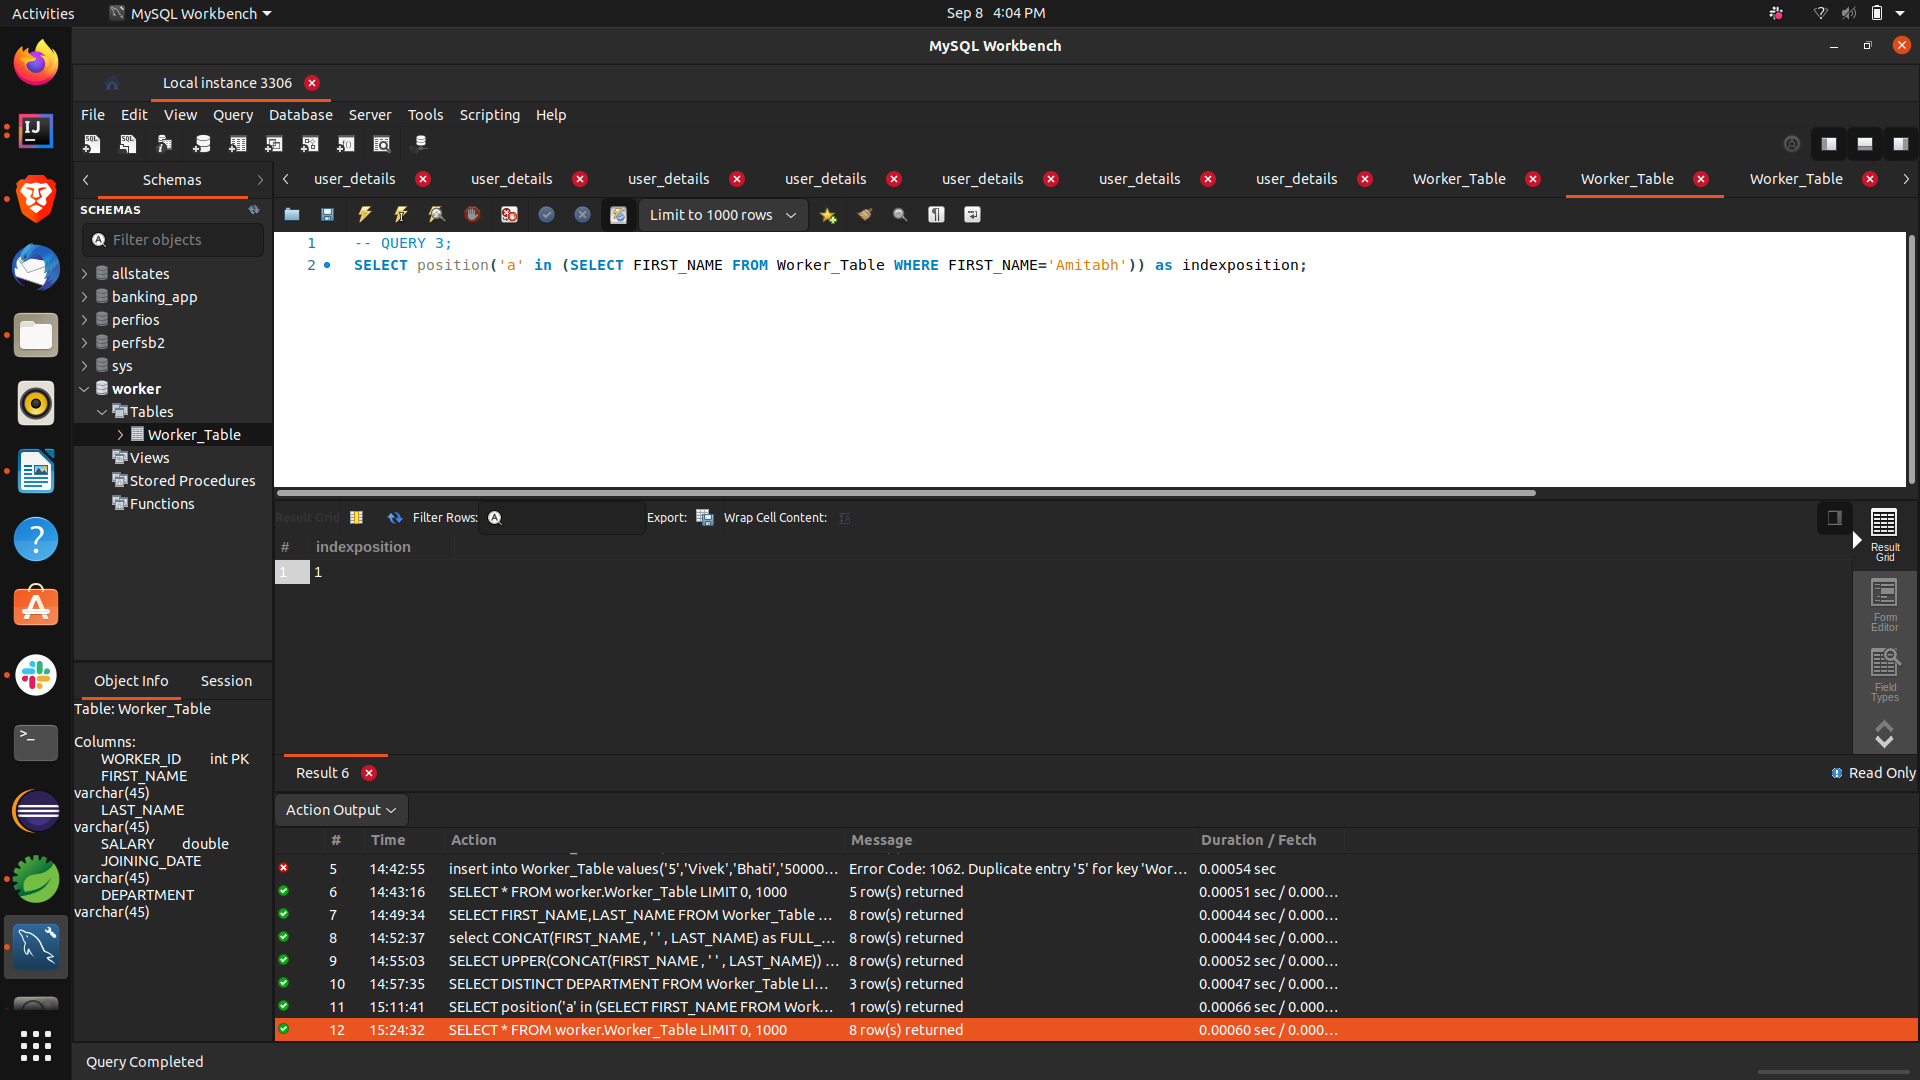 Activities
MySQL Workbench
Sep 8 4:04 PM
MySQL Workbench
Local instance 3306
File Edit View Query Database Server Tools Scripting Help
Schemas
user_details user_details user_details user_details user_details user_details user_details Worker_Table Worker_Table Worker_Table
SCHEMAS
Limit to 1000 rows
Filter objects
1 -- QUERY 3;
2 SELECT position('a' in (SELECT FIRST_NAME FROM Worker_Table WHERE FIRST_NAME='Amitabh')) as indexposition;
allstates
banking_app
perfios
perfsb2
sys
worker
Tables
Worker_Table
Views
Stored Procedures
Functions
Result Grid Filter Rows: Export: Wrap Cell Content:
# indexposition
1 1
Result Grid
Form Editor
Field Types
Object Info Session
Table: Worker_Table
Columns:
WORKER_ID int PK
FIRST_NAME
varchar(45)
LAST_NAME
varchar(45)
SALARY double
JOINING_DATE
varchar(45)
DEPARTMENT
varchar(45)
Result 6
Read Only
Action Output
# Time Action Message Duration / Fetch
5 14:42:55 insert into Worker_Table values('5','Vivek','Bhati','50000... Error Code: 1062. Duplicate entry '5' for key 'Wor... 0.00054 sec
6 14:43:16 SELECT * FROM worker.Worker_Table LIMIT 0, 1000 5 row(s) returned 0.00051 sec / 0.000...
7 14:49:34 SELECT FIRST_NAME,LAST_NAME FROM Worker_Table ... 8 row(s) returned 0.00044 sec / 0.000...
8 14:52:37 select CONCAT(FIRST_NAME , ' ' , LAST_NAME) as FULL_... 8 row(s) returned 0.00044 sec / 0.000...
9 14:55:03 SELECT UPPER(CONCAT(FIRST_NAME , ' ' , LAST_NAME)) ... 8 row(s) returned 0.00052 sec / 0.000...
10 14:57:35 SELECT DISTINCT DEPARTMENT FROM Worker_Table LI... 3 row(s) returned 0.00047 sec / 0.000...
11 15:11:41 SELECT position('a' in (SELECT FIRST_NAME FROM Work... 1 row(s) returned 0.00066 sec / 0.000...
12 15:24:32 SELECT * FROM worker.Worker_Table LIMIT 0, 1000 8 row(s) returned 0.00060 sec / 0.000...
Query Completed